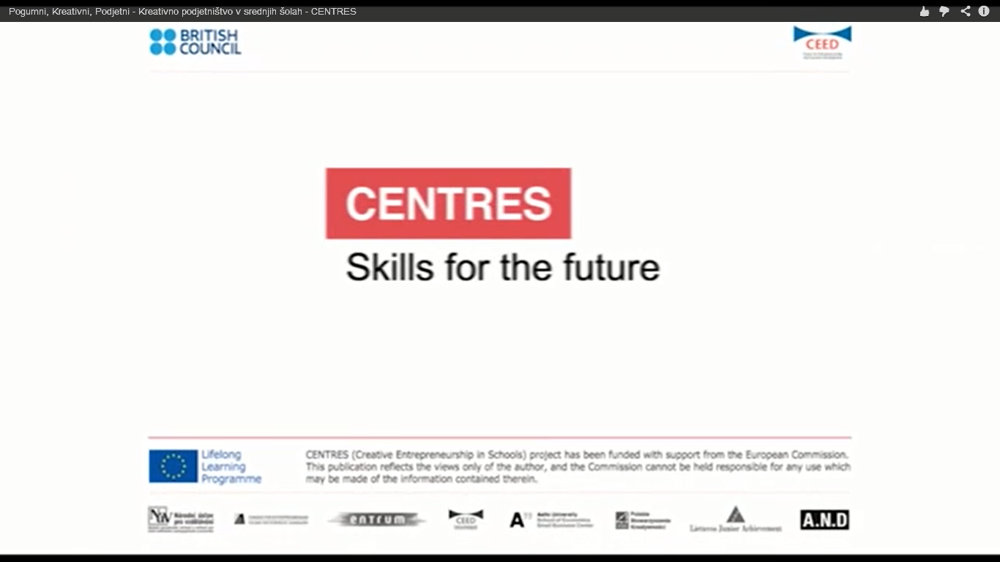 Pogumni, Kreativni, Podjetni - Kreativno podjetništvo v srednjih šolah - CENTRES
BRITISH
COUNCIL
CEED
CENTRES
Skills for the future
Lifelong
Learning
Programme
CENTRES (Creative Entrepreneurship in Schools) project has been funded with support from the European Commission.
This publication reflects the views only of the author, and the Commission cannot be held responsible for any use which
may be made of the information contained therein.
Národní ústav
pro vzdělávání
entrum
CEED
Aalto University
School of Economics
Small Business Center
Polskie
Stowarzyszenie
Kreatywności
Lietuvos Junior Achievement
A.N.D